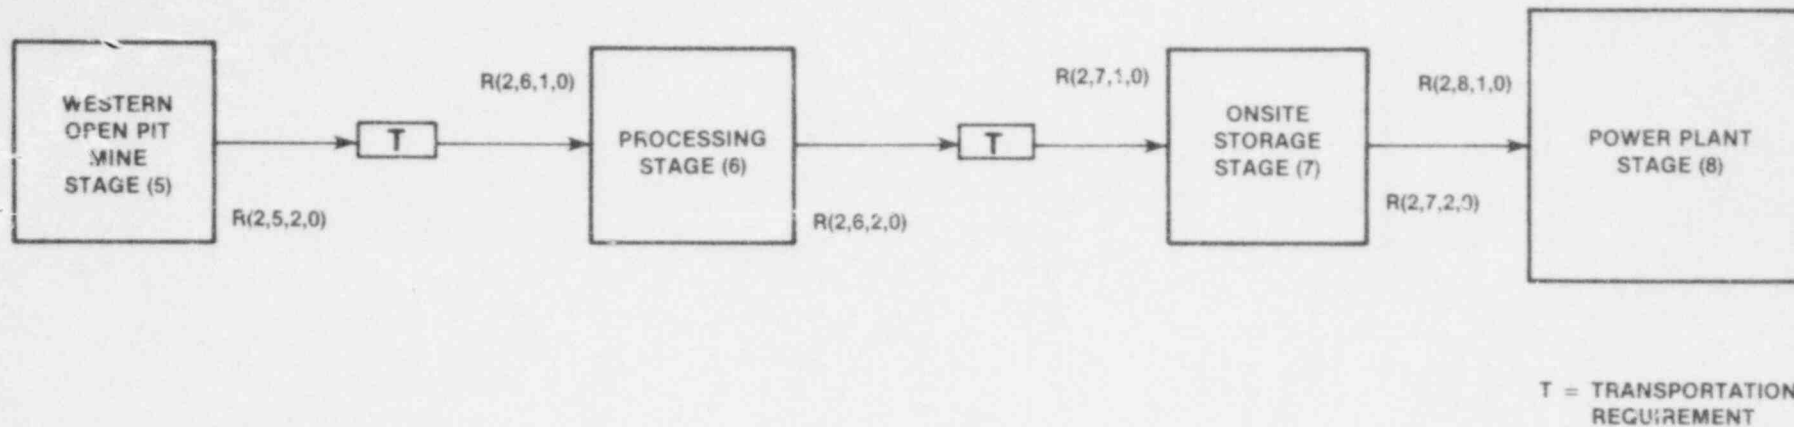 WESTERN
OPEN PIT
MINE
STAGE (5)
R(2,5,2,0)
T
R(2,6,1,0)
PROCESSING
STAGE (6)
R(2,6,2,0)
T
R(2,7,1,0)
ONSITE
STORAGE
STAGE (7)
R(2,8,1,0)
R(2,7,2,0)
POWER PLANT
STAGE (8)
T = TRANSPORTATION
REQUIREMENT